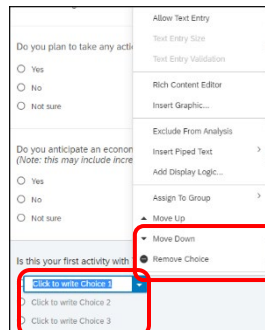 Allow Text Entry
Text Entry Size
Text Entry Validation
Rich Content Editor
Insert Graphic...
Exclude From Analysis
Insert Piped Text
Add Display Logic...
Assign To Group
Move Up
Move Down
Remove Choice
Do you plan to take any
Yes
No
Not sure
Do you anticipate an
(Note: this may include
Yes
No
Not sure
Is this your first activity with
Click to write Choice 1
Click to write Choice 2
Click to write Choice 3